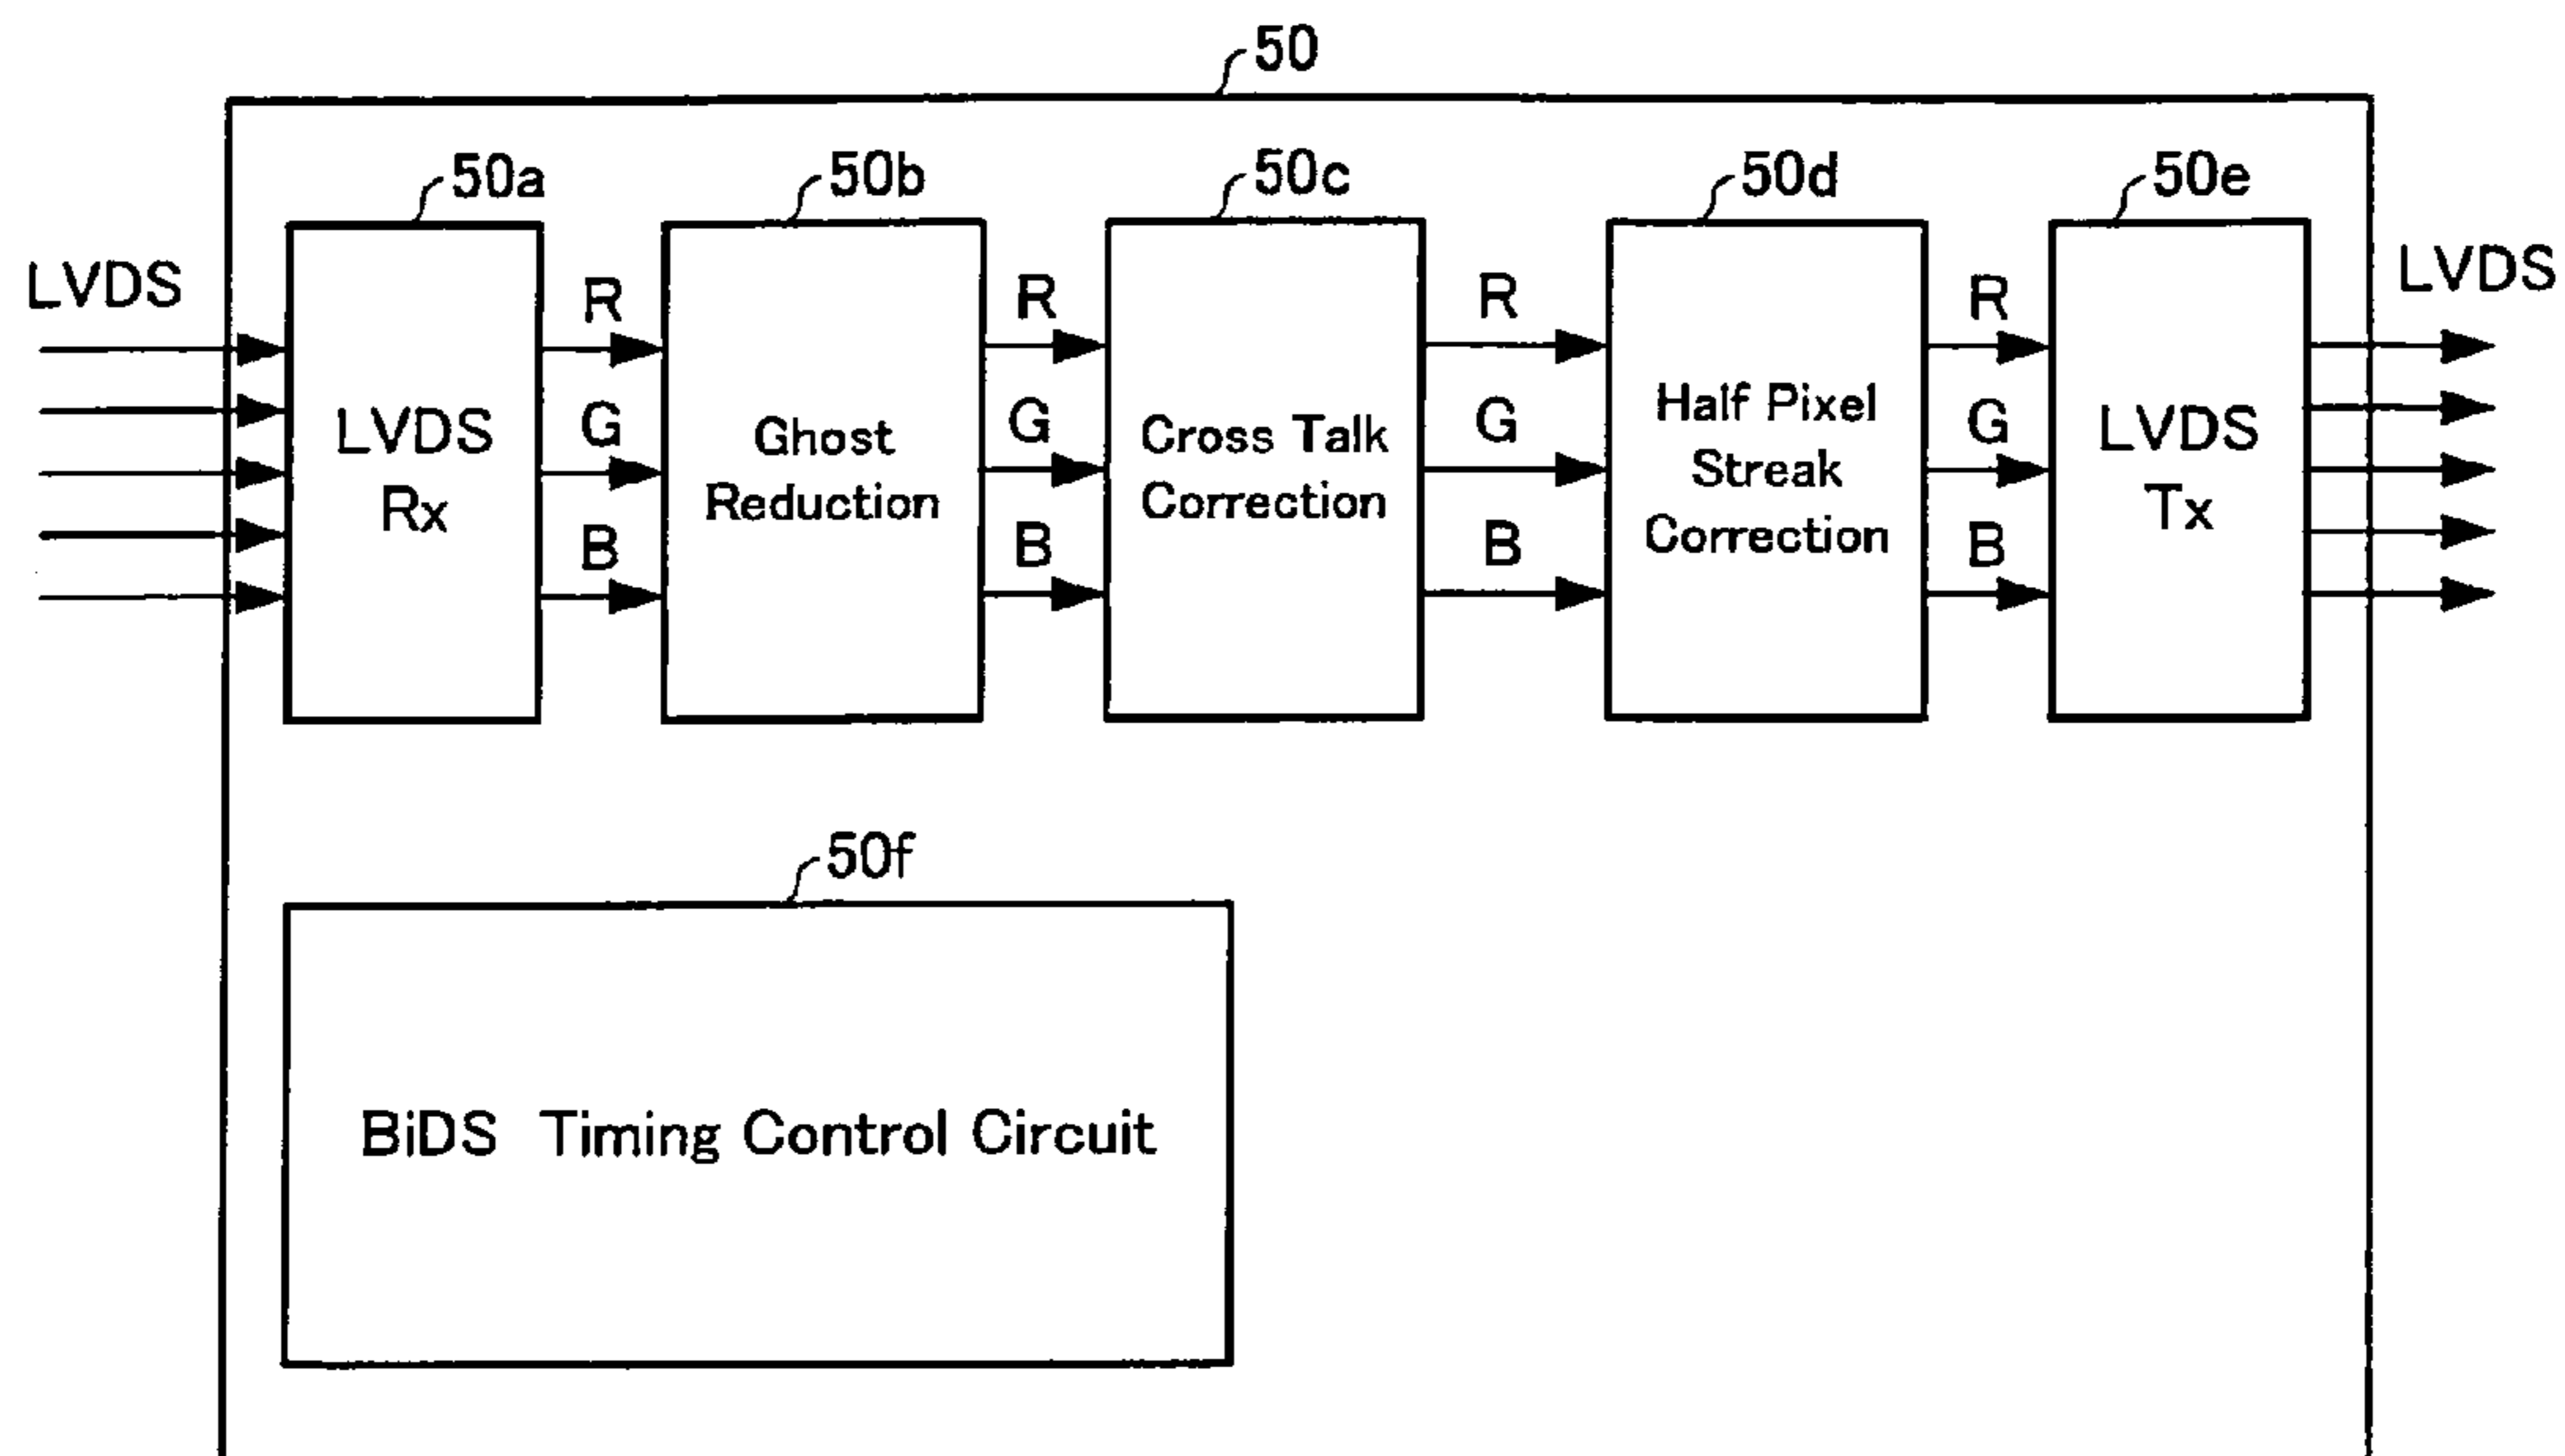 50
50a
50b
50c
50d
50e
LVDS
LVDS
R
R
R
R
G
G
G
G
B
B
B
B
LVDS
Rx
Ghost
Reduction
Cross Talk
Correction
Half Pixel
Streak
Correction
LVDS
Tx
50f
BiDS Timing Control Circuit